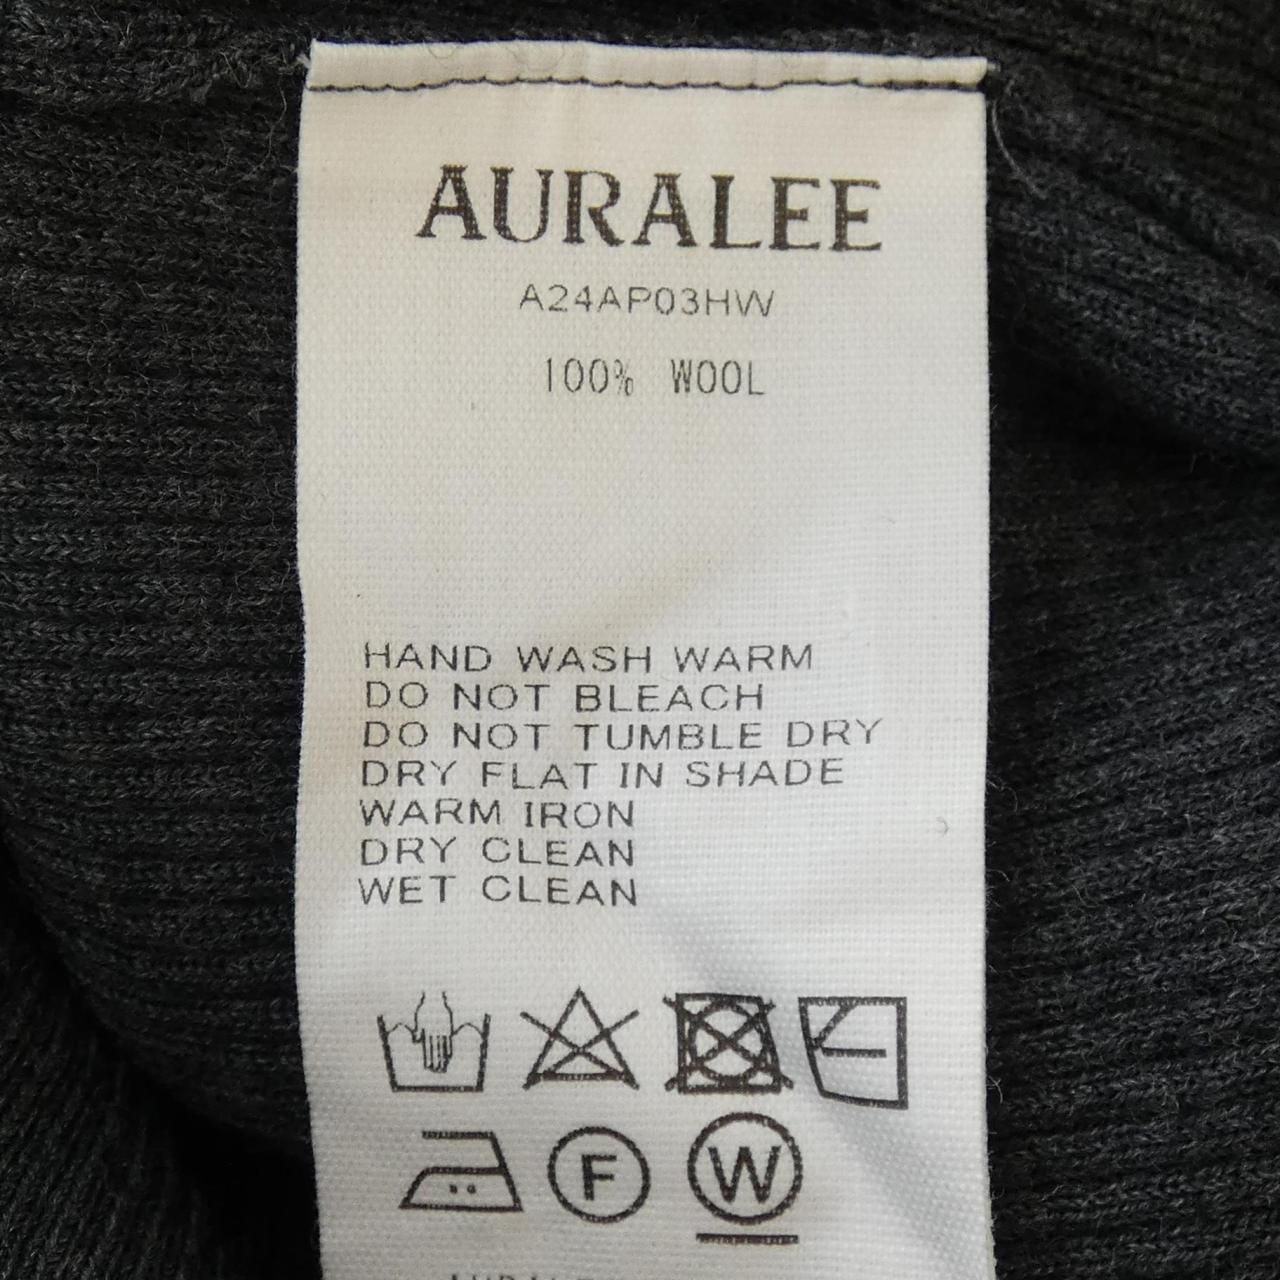 AURALEE
A24AP03HW
100% WOOL
HAND WASH WARM
DO NOT BLEACH
DO NOT TUMBLE DRY
DRY FLAT IN SHADE
WARM IRON
DRY CLEAN
WET CLEAN
F W